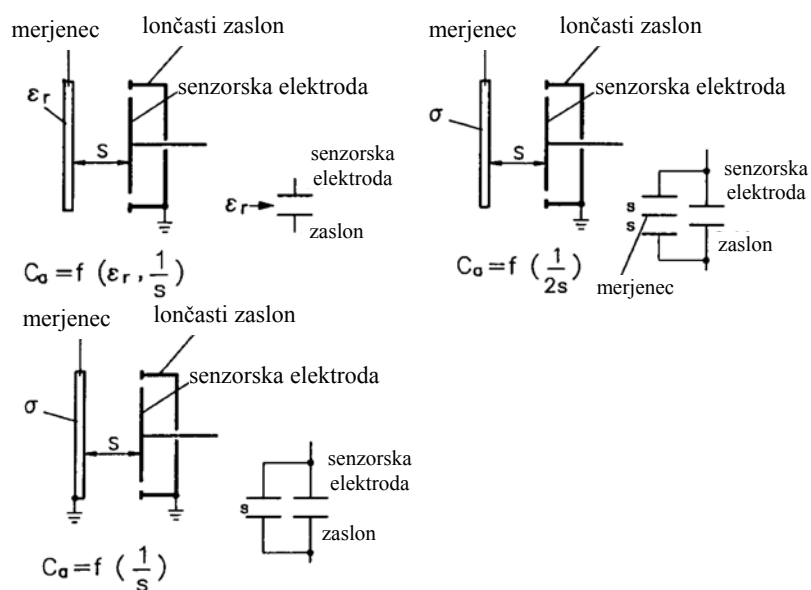 merjenec
lončasti zaslon
senzorska elektroda
εr
s
senzorska
elektroda
εr
zaslon
Ca = f (εr, 1/s)
merjenec
lončasti zaslon
senzorska elektroda
σ
s
senzorska
elektroda
s
s
zaslon
merjenec
Ca = f (1/2s)
merjenec
lončasti zaslon
senzorska elektroda
σ
s
senzorska
elektroda
s
zaslon
Ca = f (1/s)